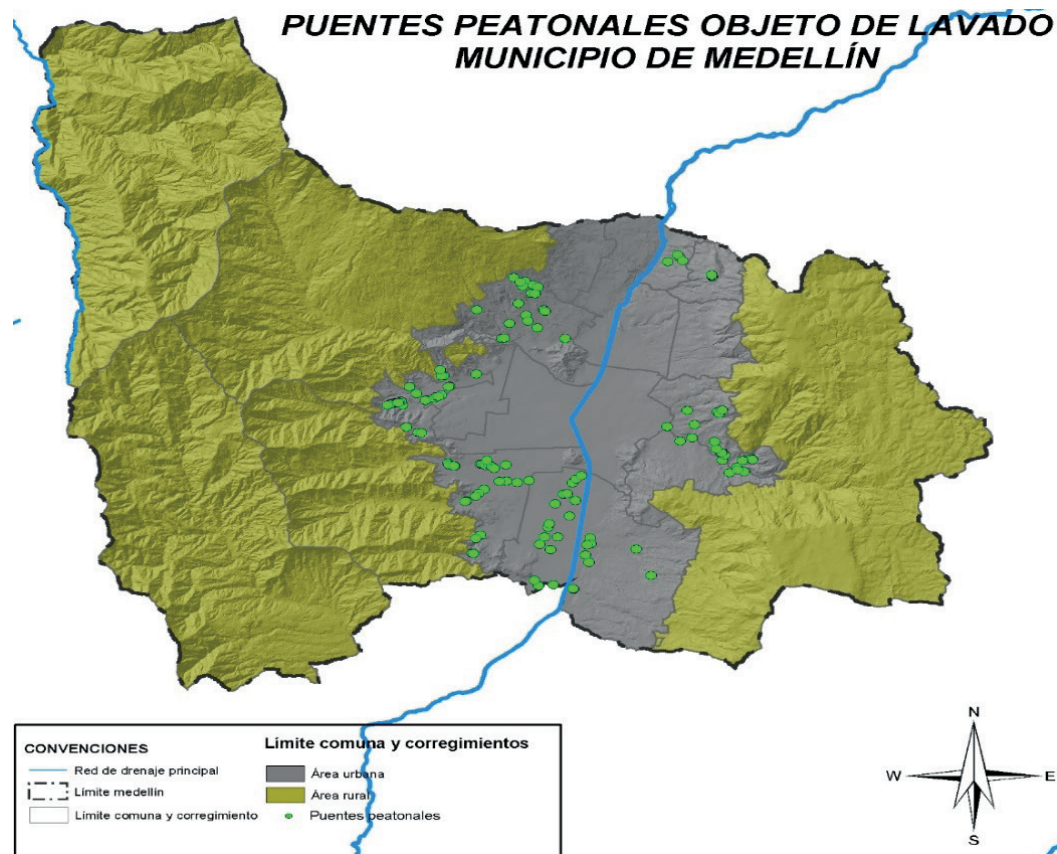 PUENTES PEATONALES OBJETO DE LAVADO
MUNICIPIO DE MEDELLÍN
CONVENCIONES
Red de drenaje principal
Límite medellín
Límite comuna y corregimiento
Límite comuna y corregimientos
Área urbana
Área rural
Puentes peatonales
N
W
E
S